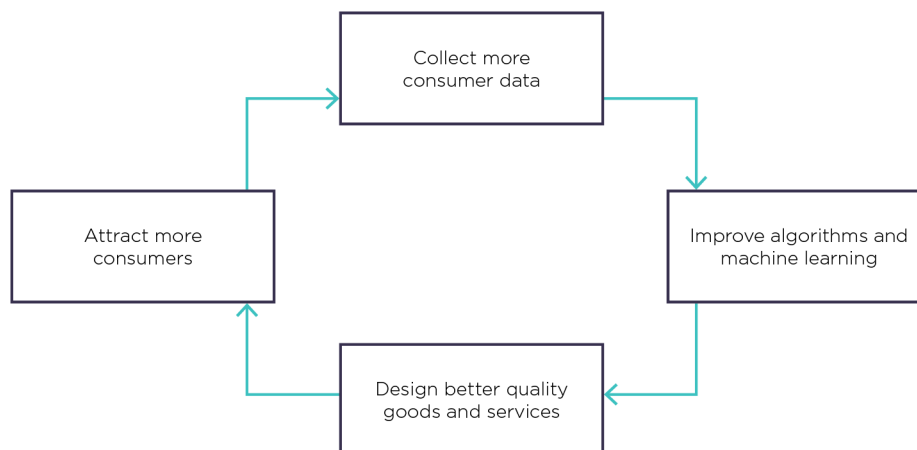 Collect more
consumer data
Attract more
consumers
Improve algorithms and
machine learning
Design better quality
goods and services